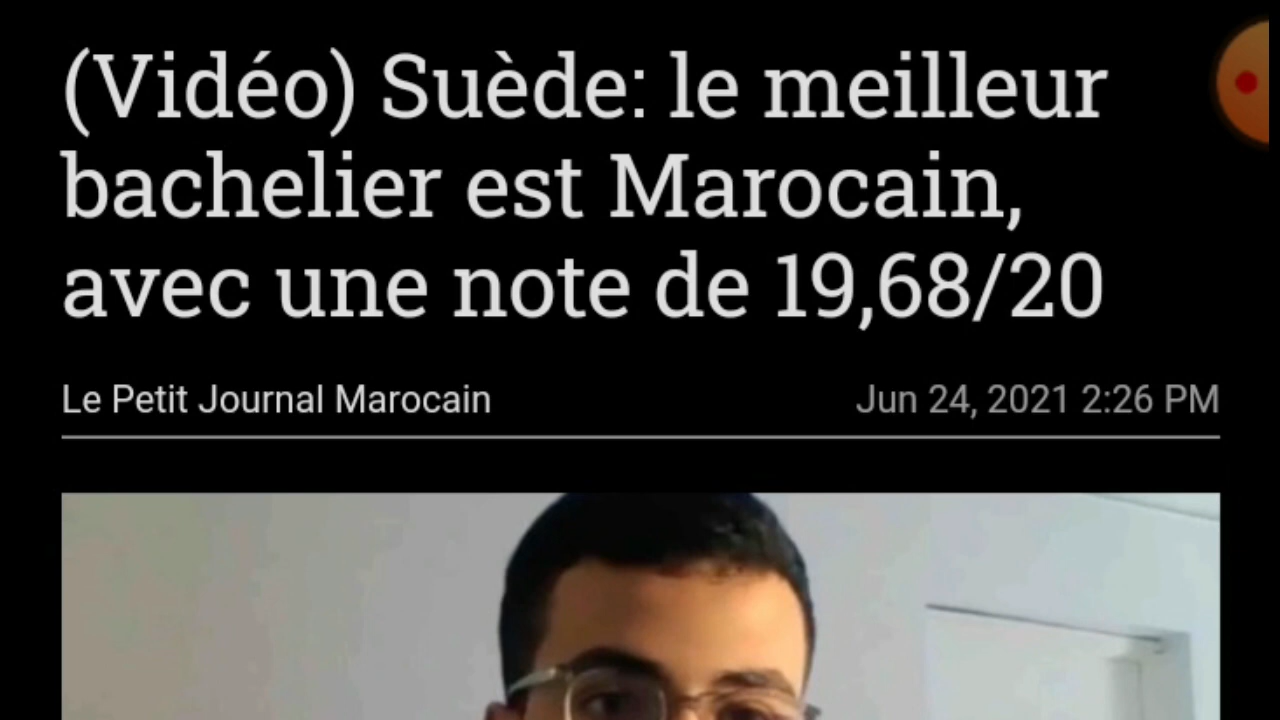 (Vidéo) Suède: le meilleur
bachelier est Marocain,
avec une note de 19,68/20
Le Petit Journal Marocain
Jun 24, 2021 2:26 PM